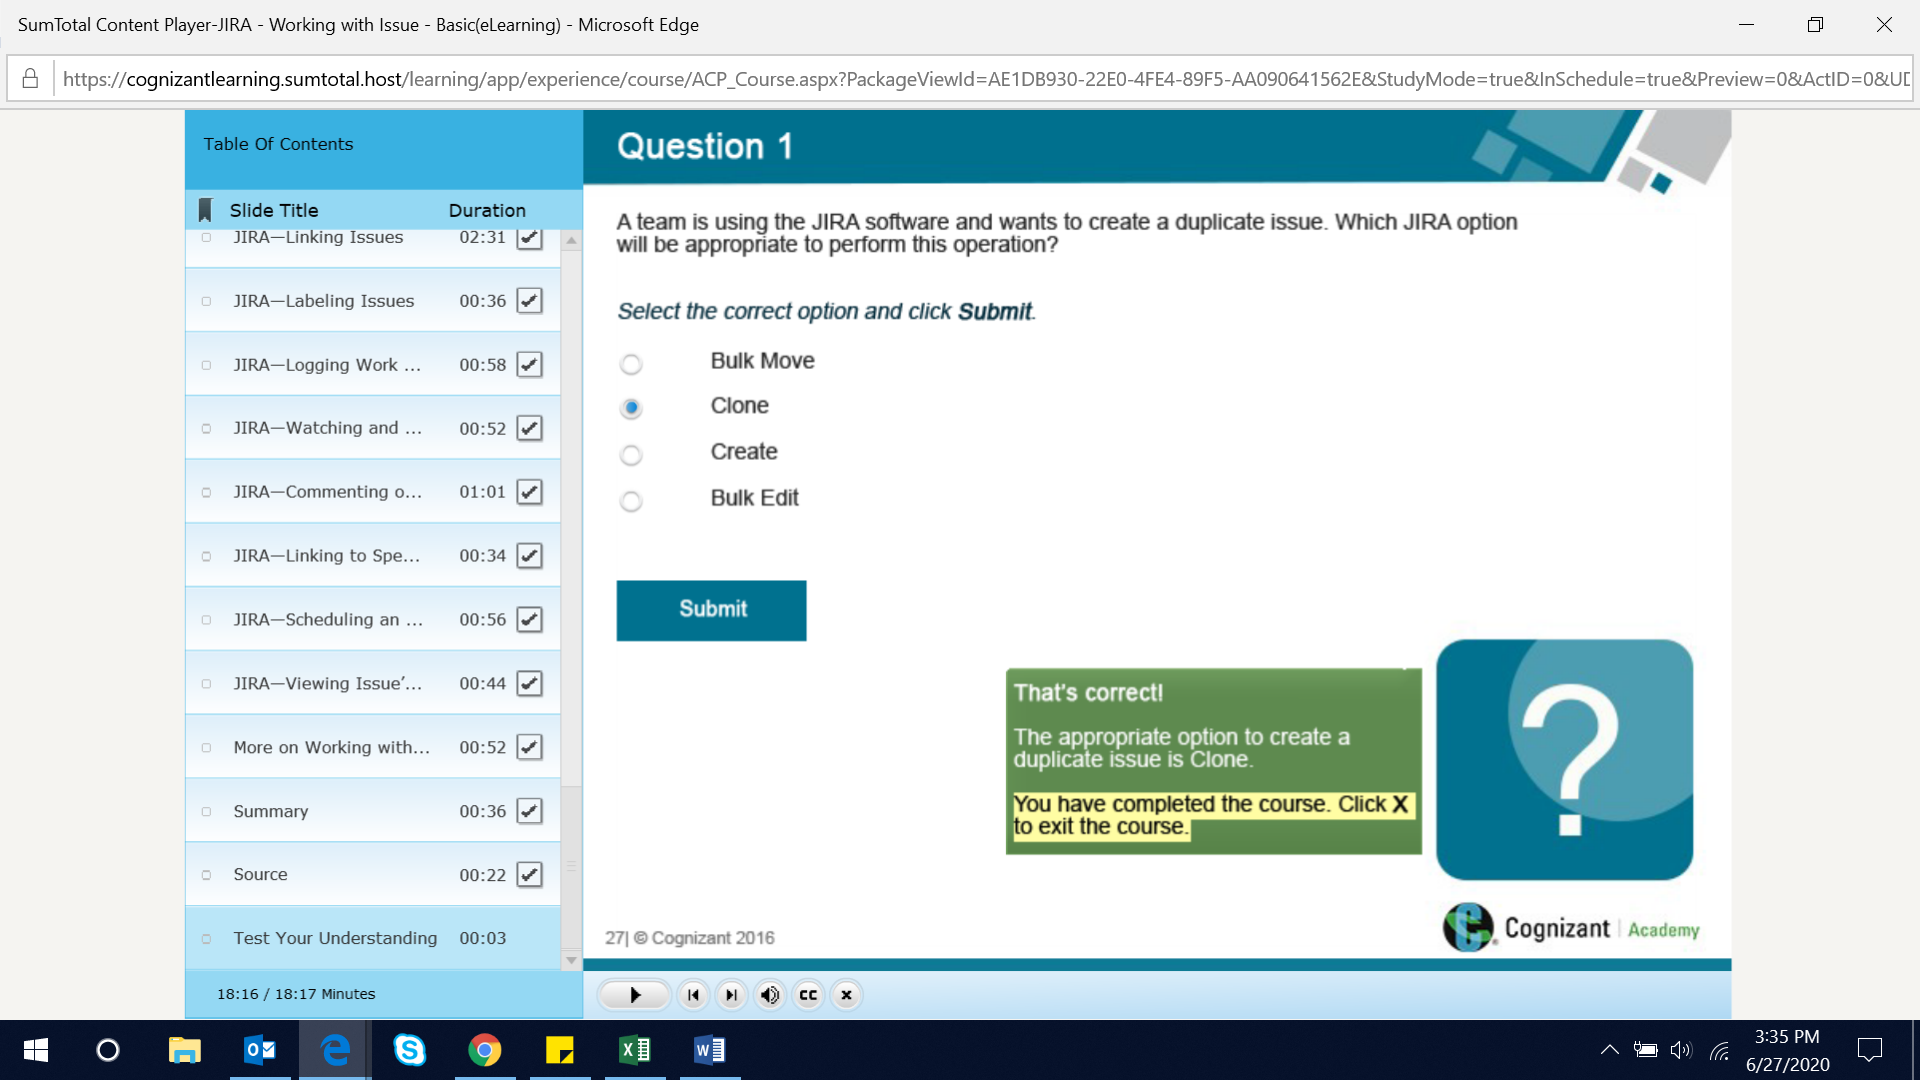 SumTotal Content Player-JIRA - Working with Issue - Basic(eLearning) - Microsoft Edge
https://cognizantlearning.sumtotal.host/learning/app/experience/course/ACP_Course.aspx?PackageViewId=AE1DB930-22E0-4FE4-89F5-AA090641562E&StudyMode=true&InSchedule=true&Preview=0&ActID=0&UD
Table Of Contents
Slide Title Duration
JIRA—Linking Issues 02:31
JIRA—Labeling Issues 00:36
JIRA—Logging Work ... 00:58
JIRA—Watching and ... 00:52
JIRA—Commenting o... 01:01
JIRA—Linking to Spe... 00:34
JIRA—Scheduling an ... 00:56
JIRA—Viewing Issue’... 00:44
More on Working with... 00:52
Summary 00:36
Source 00:22
Test Your Understanding 00:03
18:16 / 18:17 Minutes
Question 1
A team is using the JIRA software and wants to create a duplicate issue. Which JIRA option
will be appropriate to perform this operation?
Select the correct option and click Submit.
Bulk Move
Clone
Create
Bulk Edit
Submit
That's correct!
The appropriate option to create a
duplicate issue is Clone.
You have completed the course. Click X
to exit the course.
?
27| © Cognizant 2016
Cognizant | Academy
CC
3:35 PM
6/27/2020